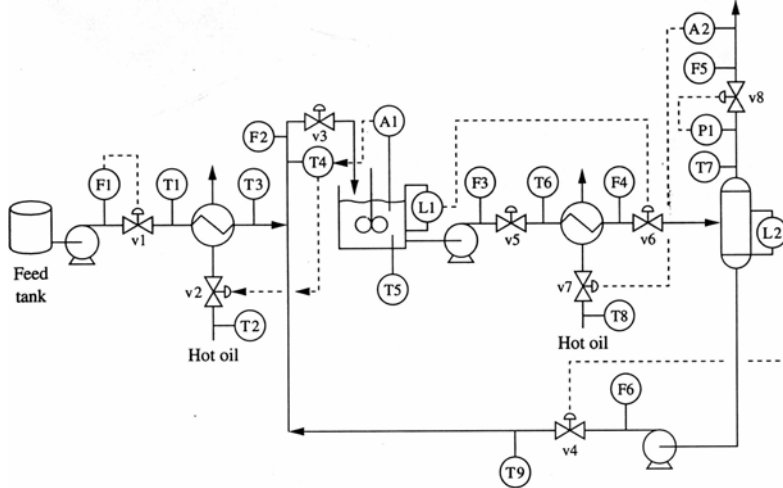 A2
F5
v8
P1
T7
F2
v3
A1
T4
F1
T1
T3
L1
F3
T6
F4
v1
v5
v6
L2
Feed
tank
v2
T2
Hot oil
T5
v7
T8
Hot oil
F6
v4
T9